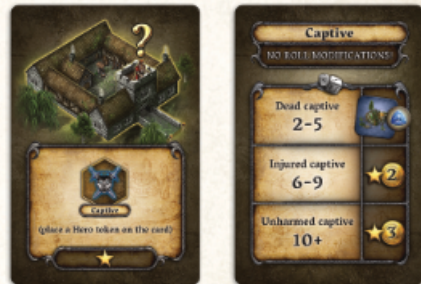 ?
Captive
(place a Hero token on the card)
Captive
NO ROLL MODIFICATIONS
Dead captive
2-5
Injured captive
6-9
2
Unharmed captive
10+
3